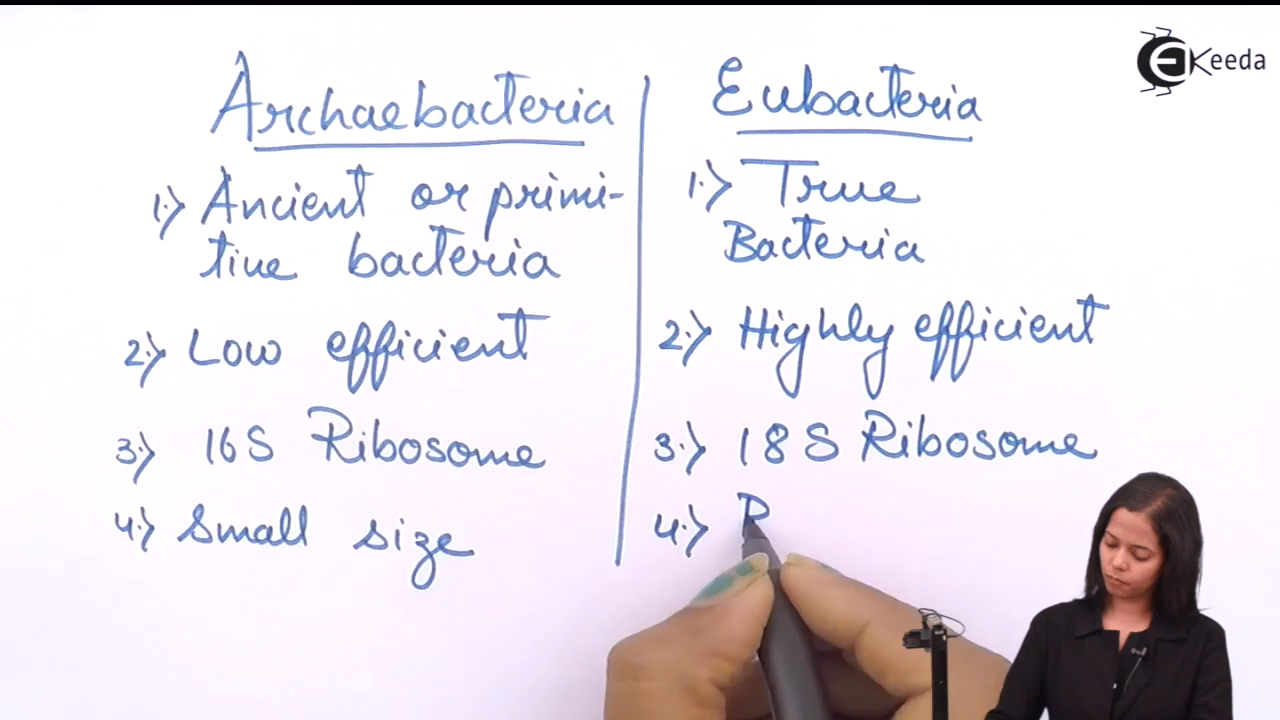 EKeeda
Archaebacteria
1.) Ancient or primi-
tive bacteria
2.) Low efficient
3.) 16S Ribosome
4.) Small size
Eubacteria
1.) True
Bacteria
2.) Highly efficient
3.) 18S Ribosome
4.)